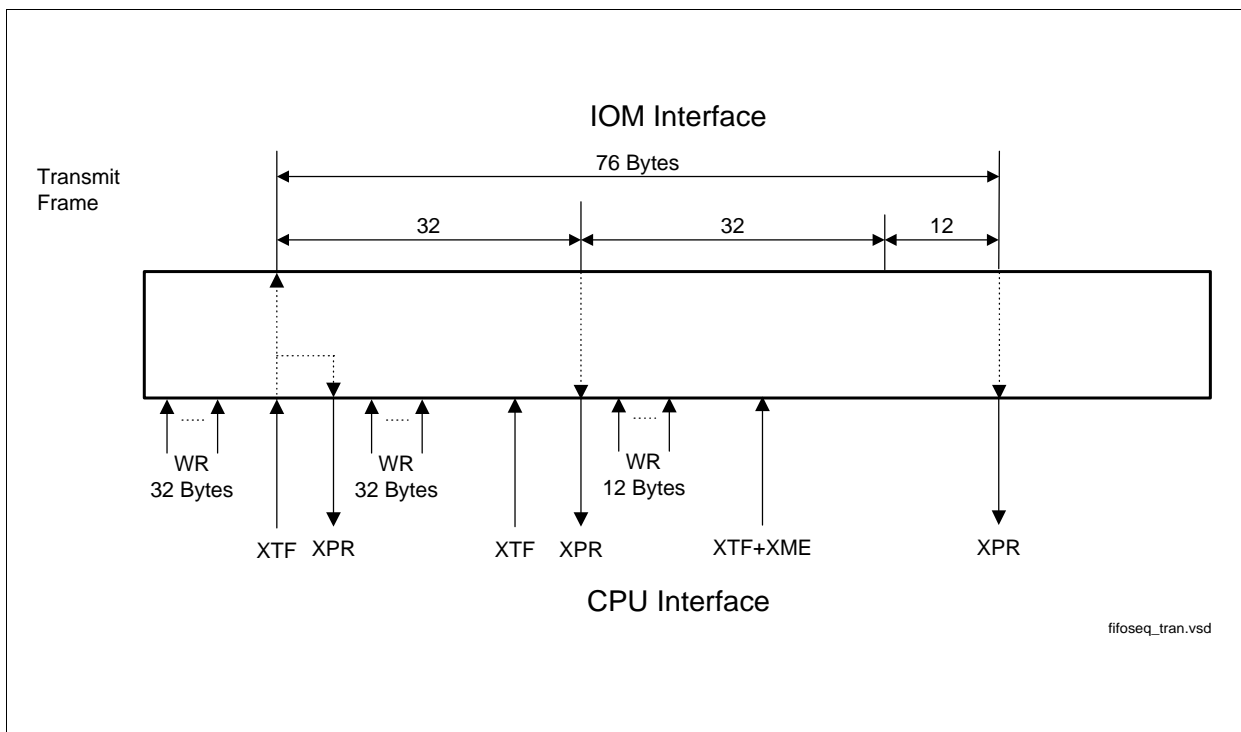 IOM Interface
76 Bytes
Transmit
Frame
32
32
12
.....
.....
.....
WR
32 Bytes
WR
32 Bytes
WR
12 Bytes
XTF
XPR
XTF
XPR
XTF+XME
XPR
CPU Interface
fifoseq_tran.vsd